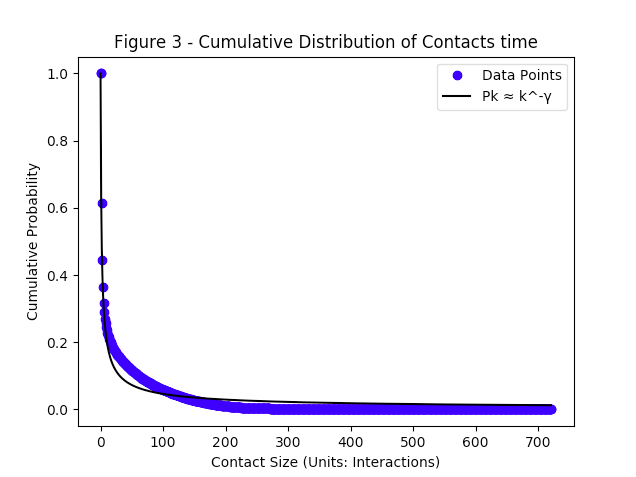 Figure 3 - Cumulative Distribution of Contacts time
Data Points
Pk ≈ k^-γ
1.0
0.8
0.6
0.4
0.2
0.0
Cumulative Probability
0 100 200 300 400 500 600 700
Contact Size (Units: Interactions)